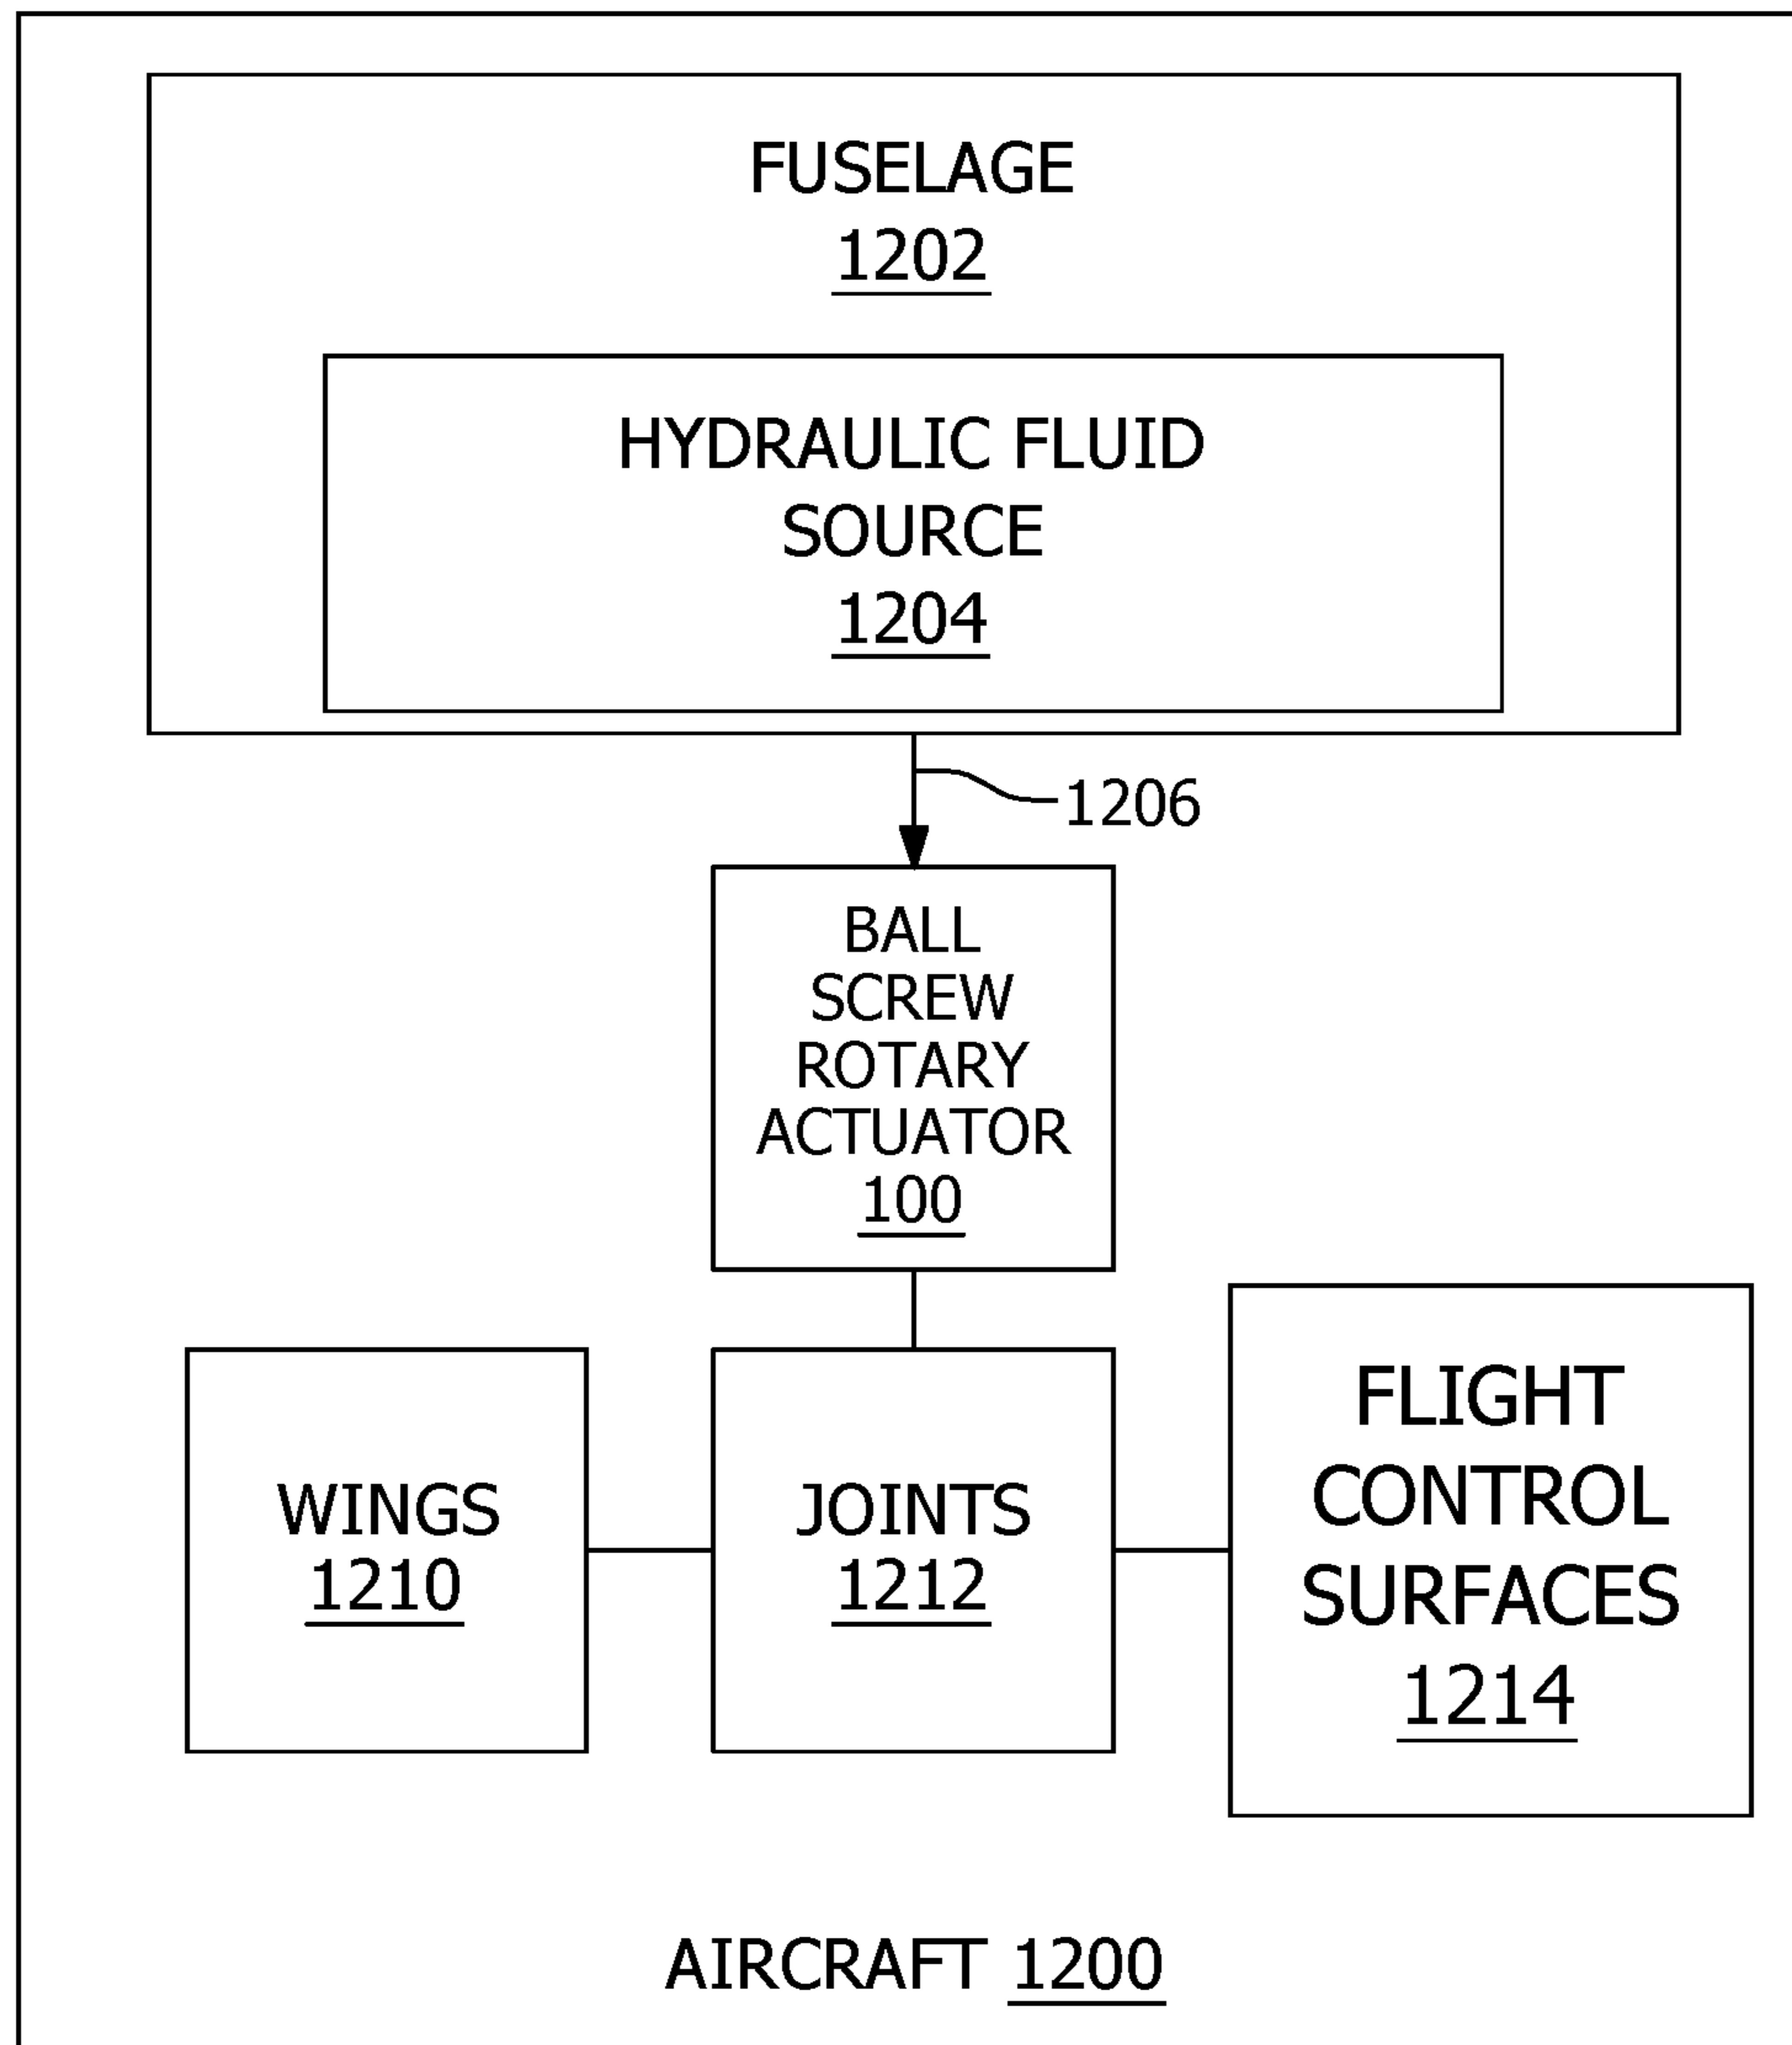 FUSELAGE
1202
HYDRAULIC FLUID
SOURCE
1204
1206
BALL
SCREW
ROTARY
ACTUATOR
100
WINGS
1210
JOINTS
1212
FLIGHT
CONTROL
SURFACES
1214
AIRCRAFT 1200